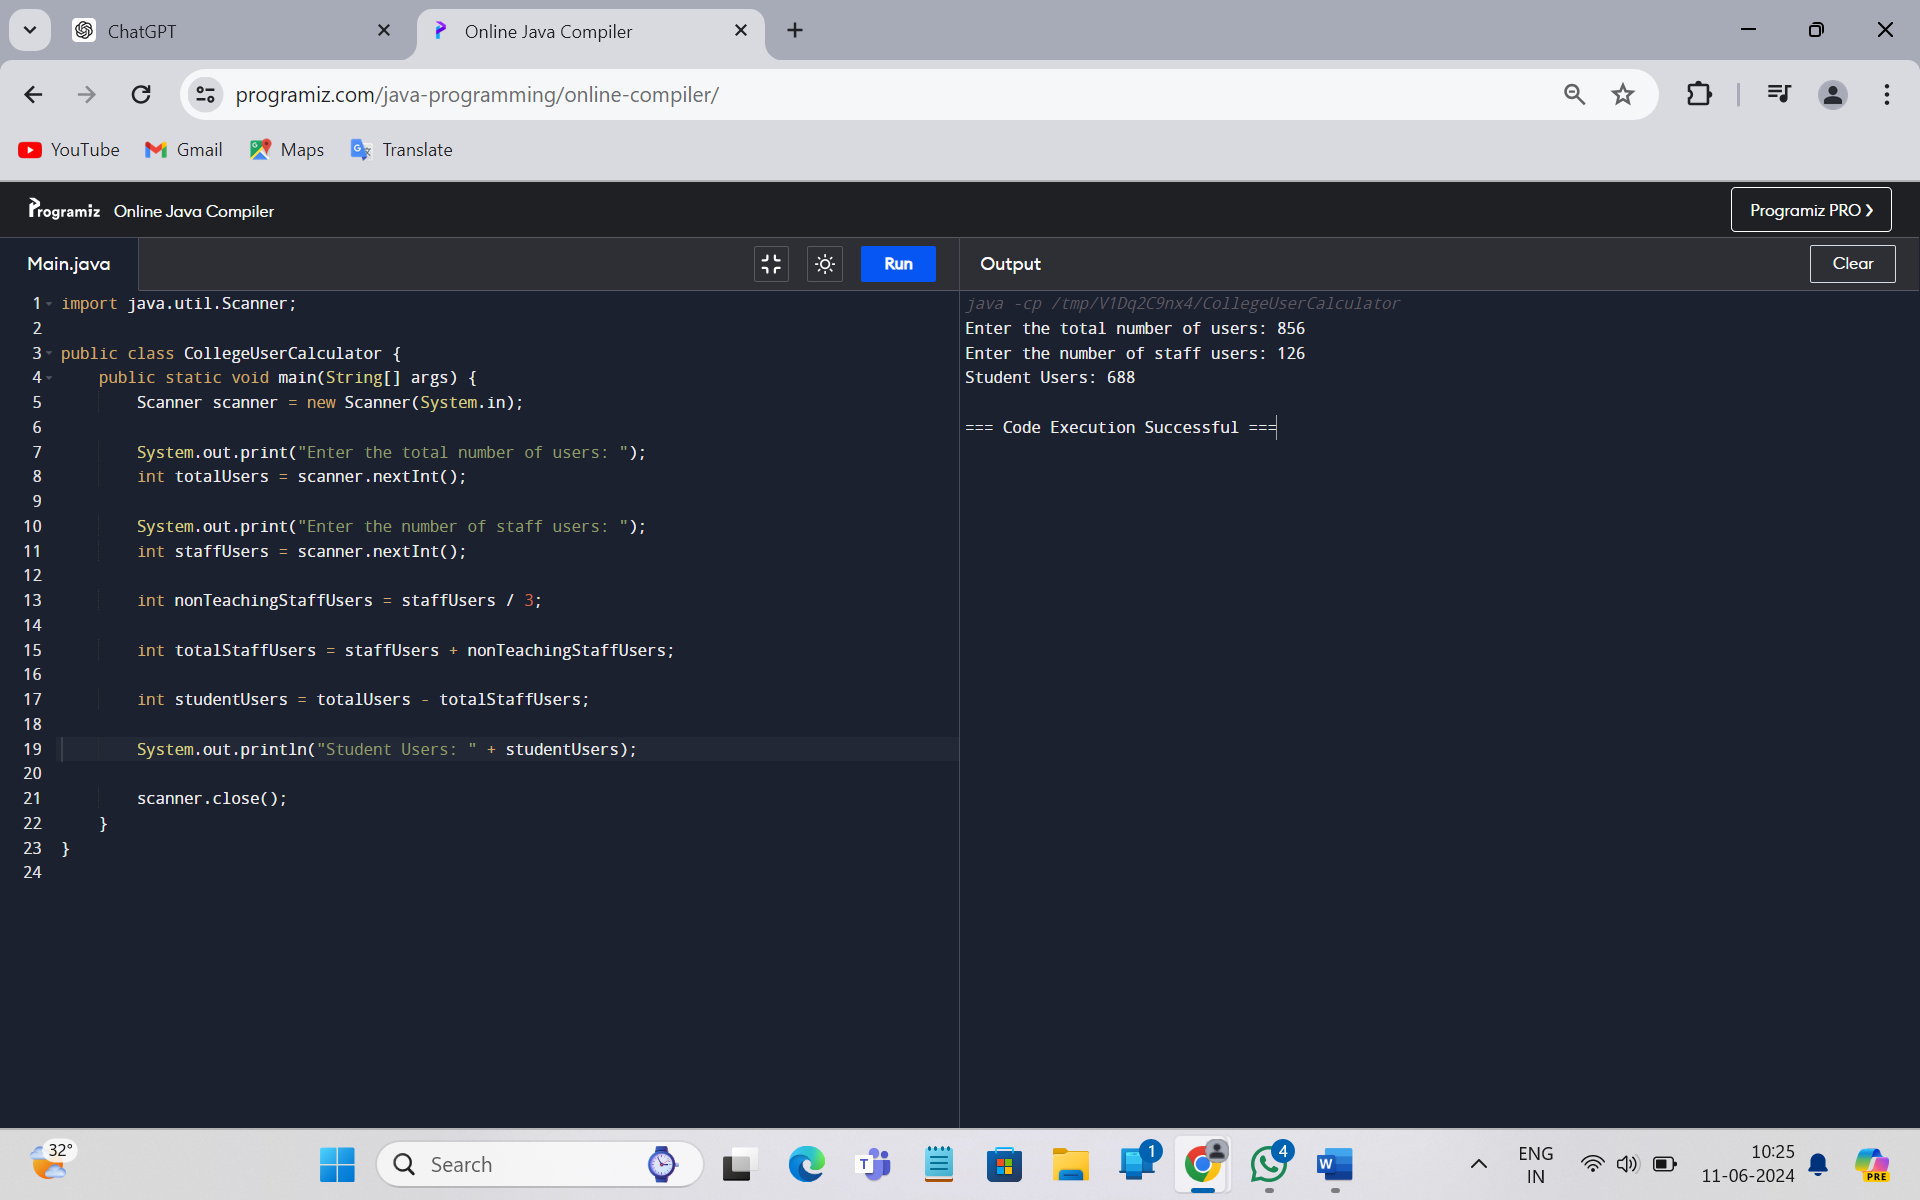 ChatGPT
Online Java Compiler
programiz.com/java-programming/online-compiler/
YouTube
Gmail
Maps
Translate
Programiz Online Java Compiler
Programiz PRO ❯
Main.java
Run
Output
Clear
1 import java.util.Scanner;
2
3 public class CollegeUserCalculator {
4     public static void main(String[] args) {
5         Scanner scanner = new Scanner(System.in);
6
7         System.out.print("Enter the total number of users: ");
8         int totalUsers = scanner.nextInt();
9
10         System.out.print("Enter the number of staff users: ");
11         int staffUsers = scanner.nextInt();
12
13         int nonTeachingStaffUsers = staffUsers / 3;
14
15         int totalStaffUsers = staffUsers + nonTeachingStaffUsers;
16
17         int studentUsers = totalUsers - totalStaffUsers;
18
19         System.out.println("Student Users: " + studentUsers);
20
21         scanner.close();
22     }
23 }
24
java -cp /tmp/V1Dq2C9nx4/CollegeUserCalculator
Enter the total number of users: 856
Enter the number of staff users: 126
Student Users: 688
=== Code Execution Successful ===
32°
Search
T
1
4
W
ENG
IN
10:25
11-06-2024
PRE